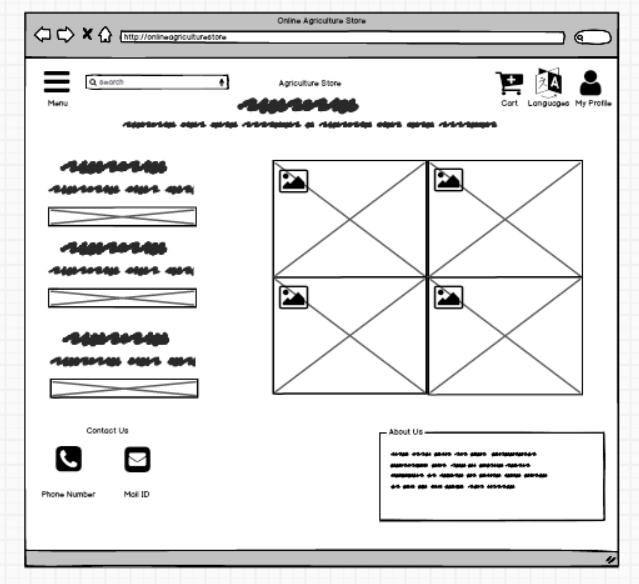 Online Agriculture Store
http://onlineagriculturestore
search
Agriculture Store
Menu
Cart
Languages
My Profile
Contact Us
About Us
Phone Number
Mail ID